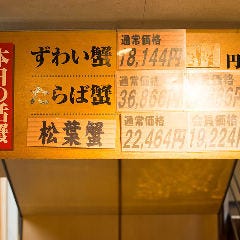 本日の活蟹
ずわい蟹 通常価格 18,144円 円
たらば蟹 通常価格 36,866円
松葉蟹 通常価格 22,464円 会員価格 19,224円